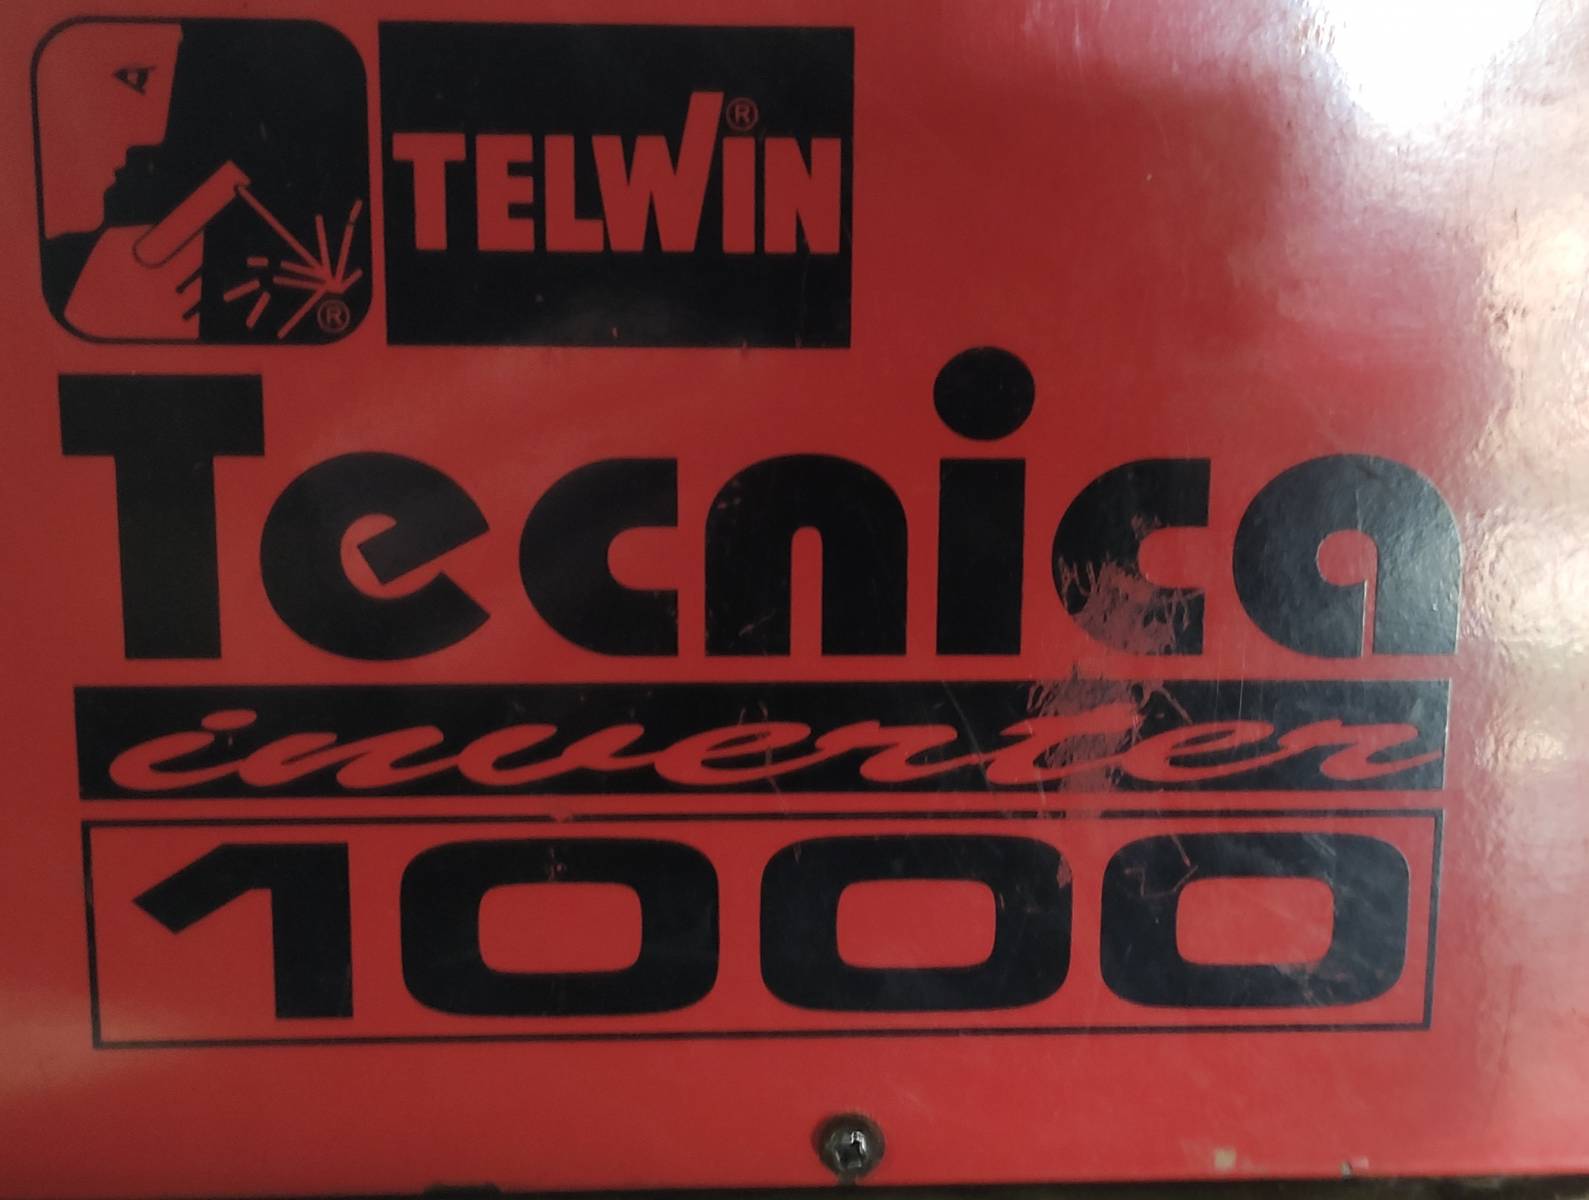 TELWIN®
®
Tecnica
inverter
1000